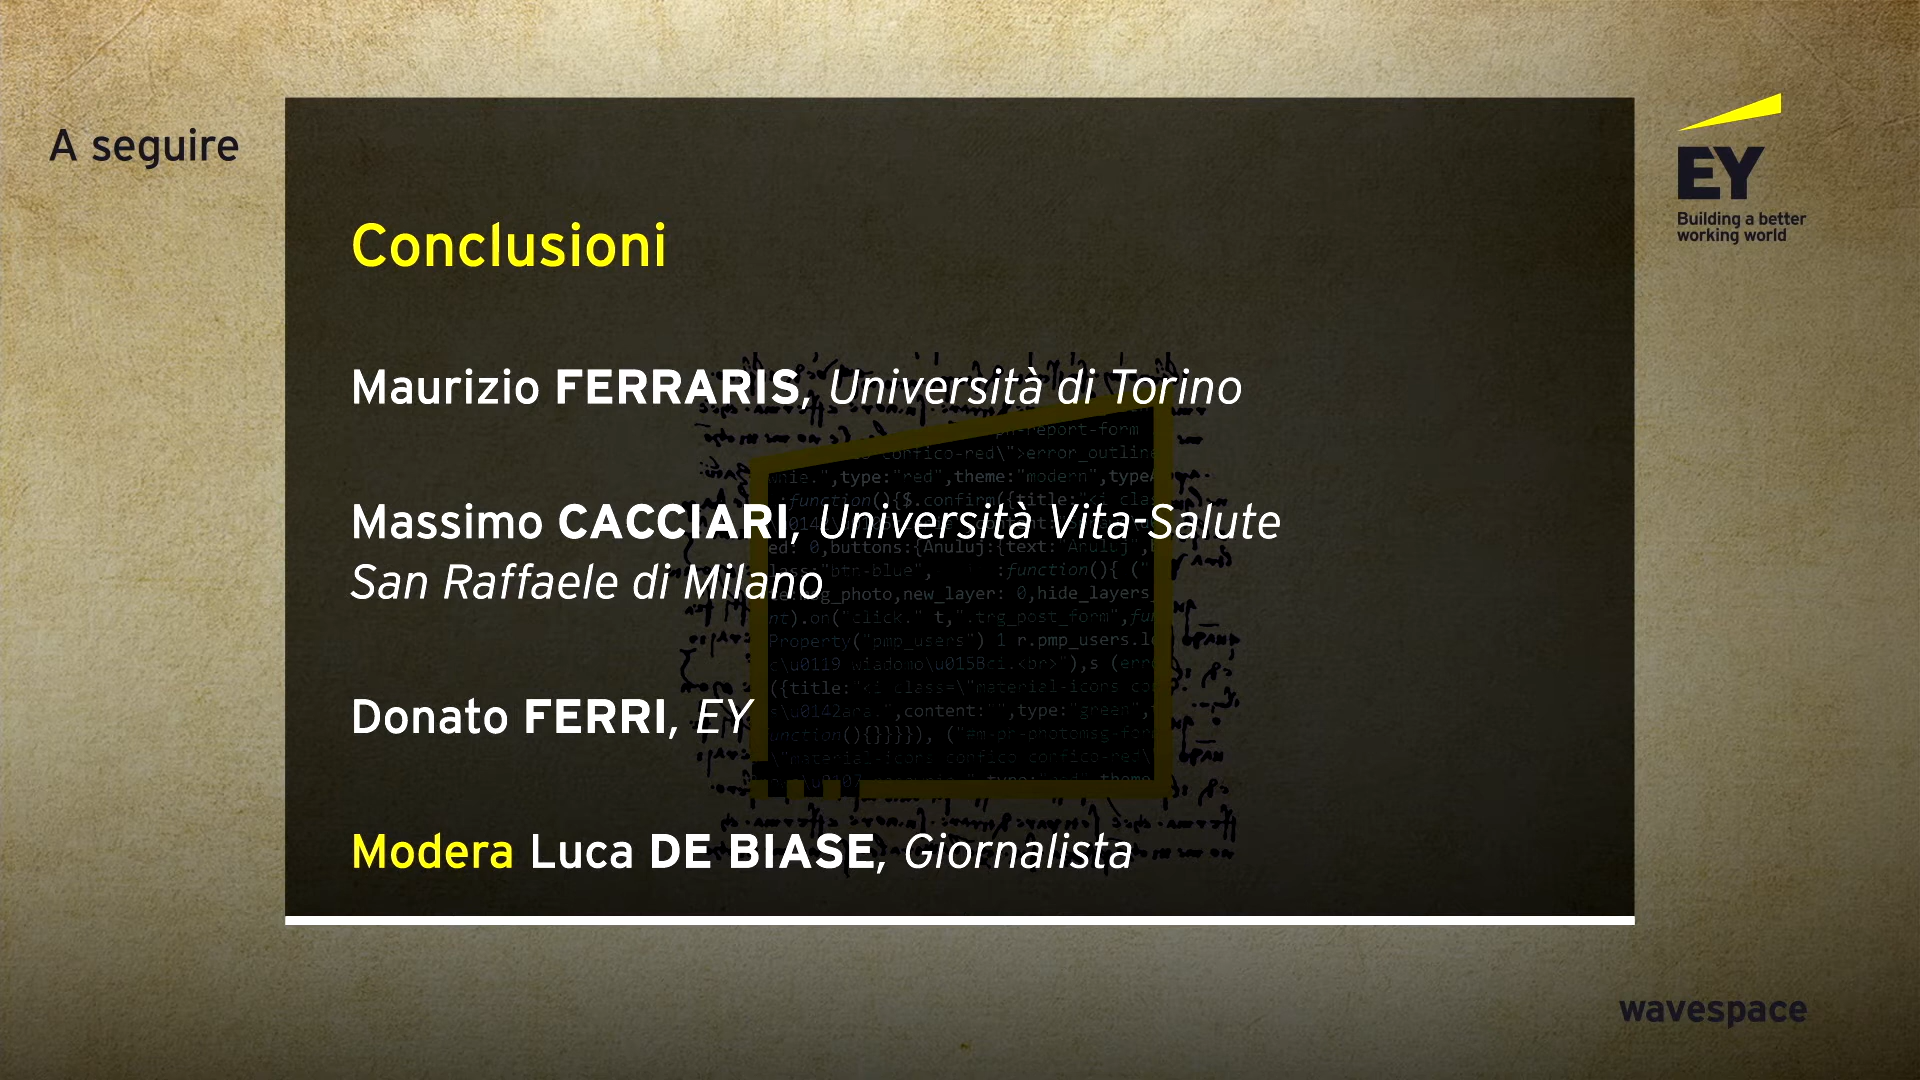 A seguire
EY
Building a better
working world
Conclusioni
Maurizio FERRARIS, Università di Torino
Massimo CACCIARI, Università Vita-Salute
San Raffaele di Milano
Donato FERRI, EY
Modera Luca DE BIASE, Giornalista
wavespace